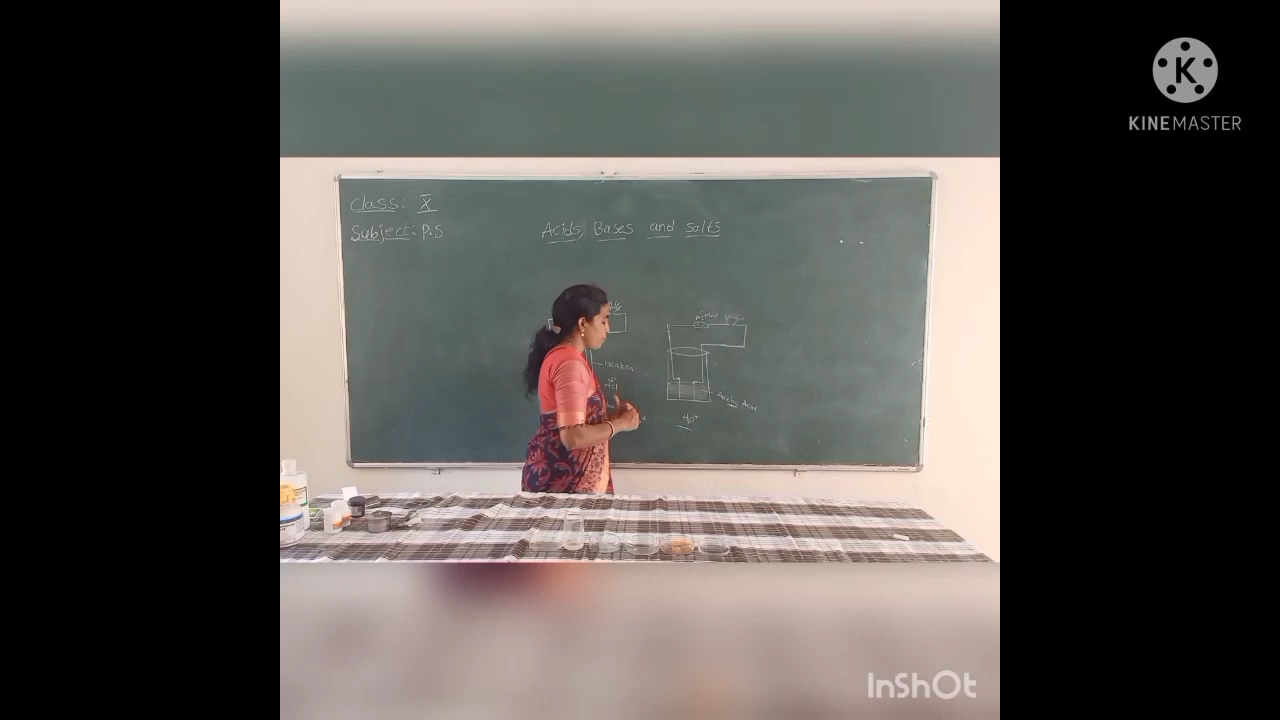 KINEMASTER
Class: X
Subject: P.S
Acids, Bases and salts
Beaker
HCl
Acetic Acid
InShOt